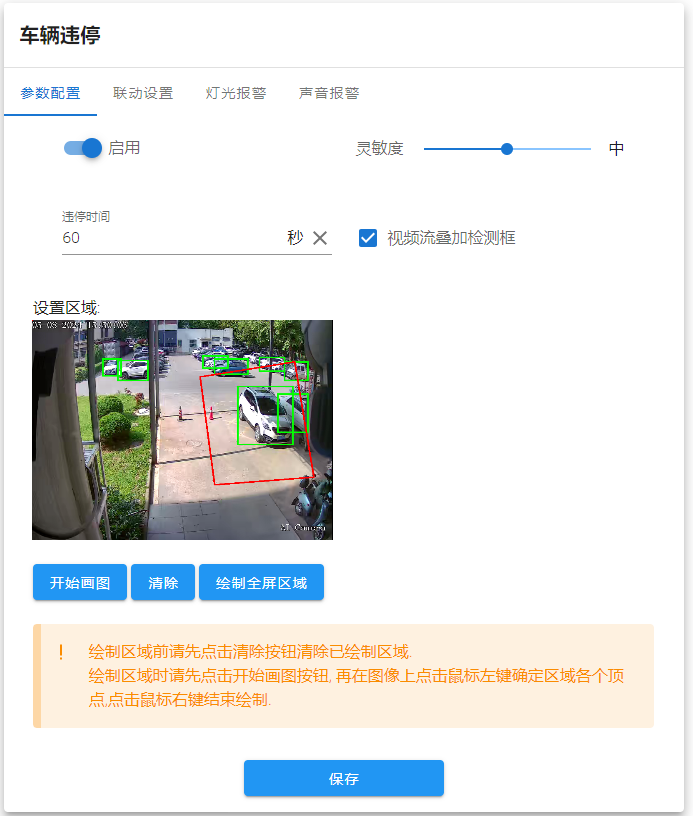 车辆违停
参数配置 联动设置 灯光报警 声音报警
启用 灵敏度 中
违停时间
60 秒
视频流叠加检测框
设置区域:
AI Camera
开始画图 清除 绘制全屏区域
! 绘制区域前请先点击清除按钮清除已绘制区域.
绘制区域时请先点击开始画图按钮, 再在图像上点击鼠标左键确定区域各个顶
点,点击鼠标右键结束绘制.
保存